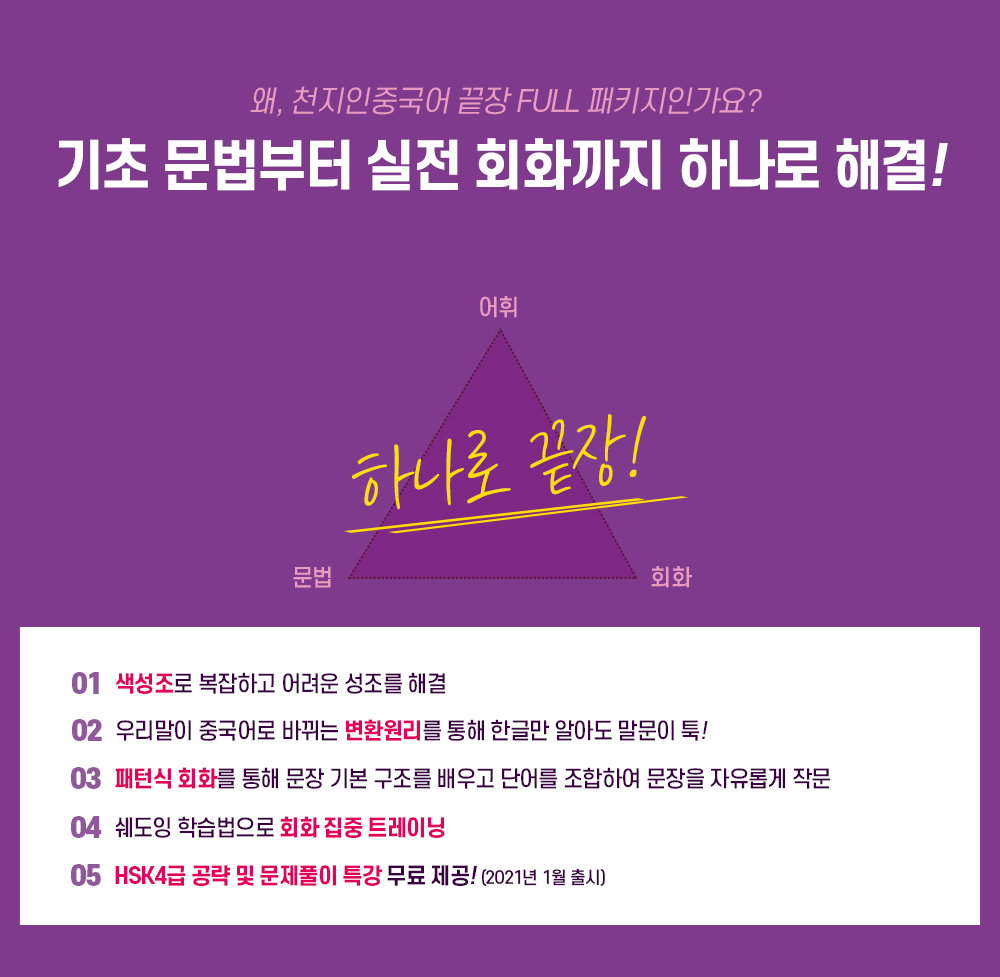 왜, 천지인중국어 끝장 FULL 패키지인가요?
기초 문법부터 실전 회화까지 하나로 해결!
어휘
하나로 끝장!
문법
회화
01 색성조로 복잡하고 어려운 성조를 해결
02 우리말이 중국어로 바뀌는 변환원리를 통해 한글만 알아도 말문이 툭!
03 패턴식 회화를 통해 문장 기본 구조를 배우고 단어를 조합하여 문장을 자유롭게 작문
04 쉐도잉 학습법으로 회화 집중 트레이닝
05 HSK4급 공략 및 문제풀이 특강 무료 제공! (2021년 1월 출시)